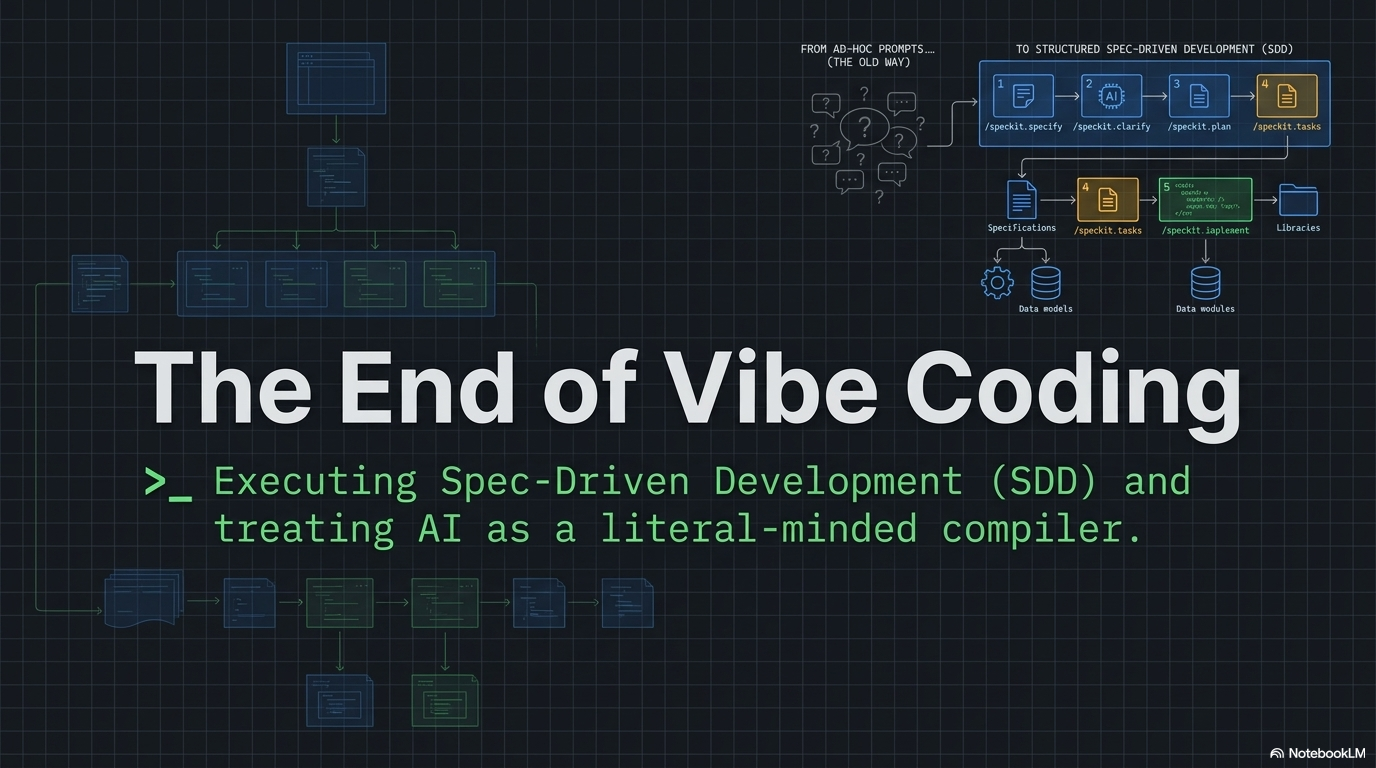 FROM AD-HOC PROMPTS....
(THE OLD WAY)
TO STRUCTURED SPEC-DRIVEN DEVELOPMENT (SDD)
1
2
3
4
AI
/speckit.specify
/speckit.clarify
/speckit.plan
/speckit.tasks
4
5
Specifications
/speckit.tasks
/speckit.iaplement
Libraries
Data models
Data wodules
The End of Vibe Coding
>_ Executing Spec-Driven Development (SDD) and
treating AI as a literal-minded compiler.
NotebookLM